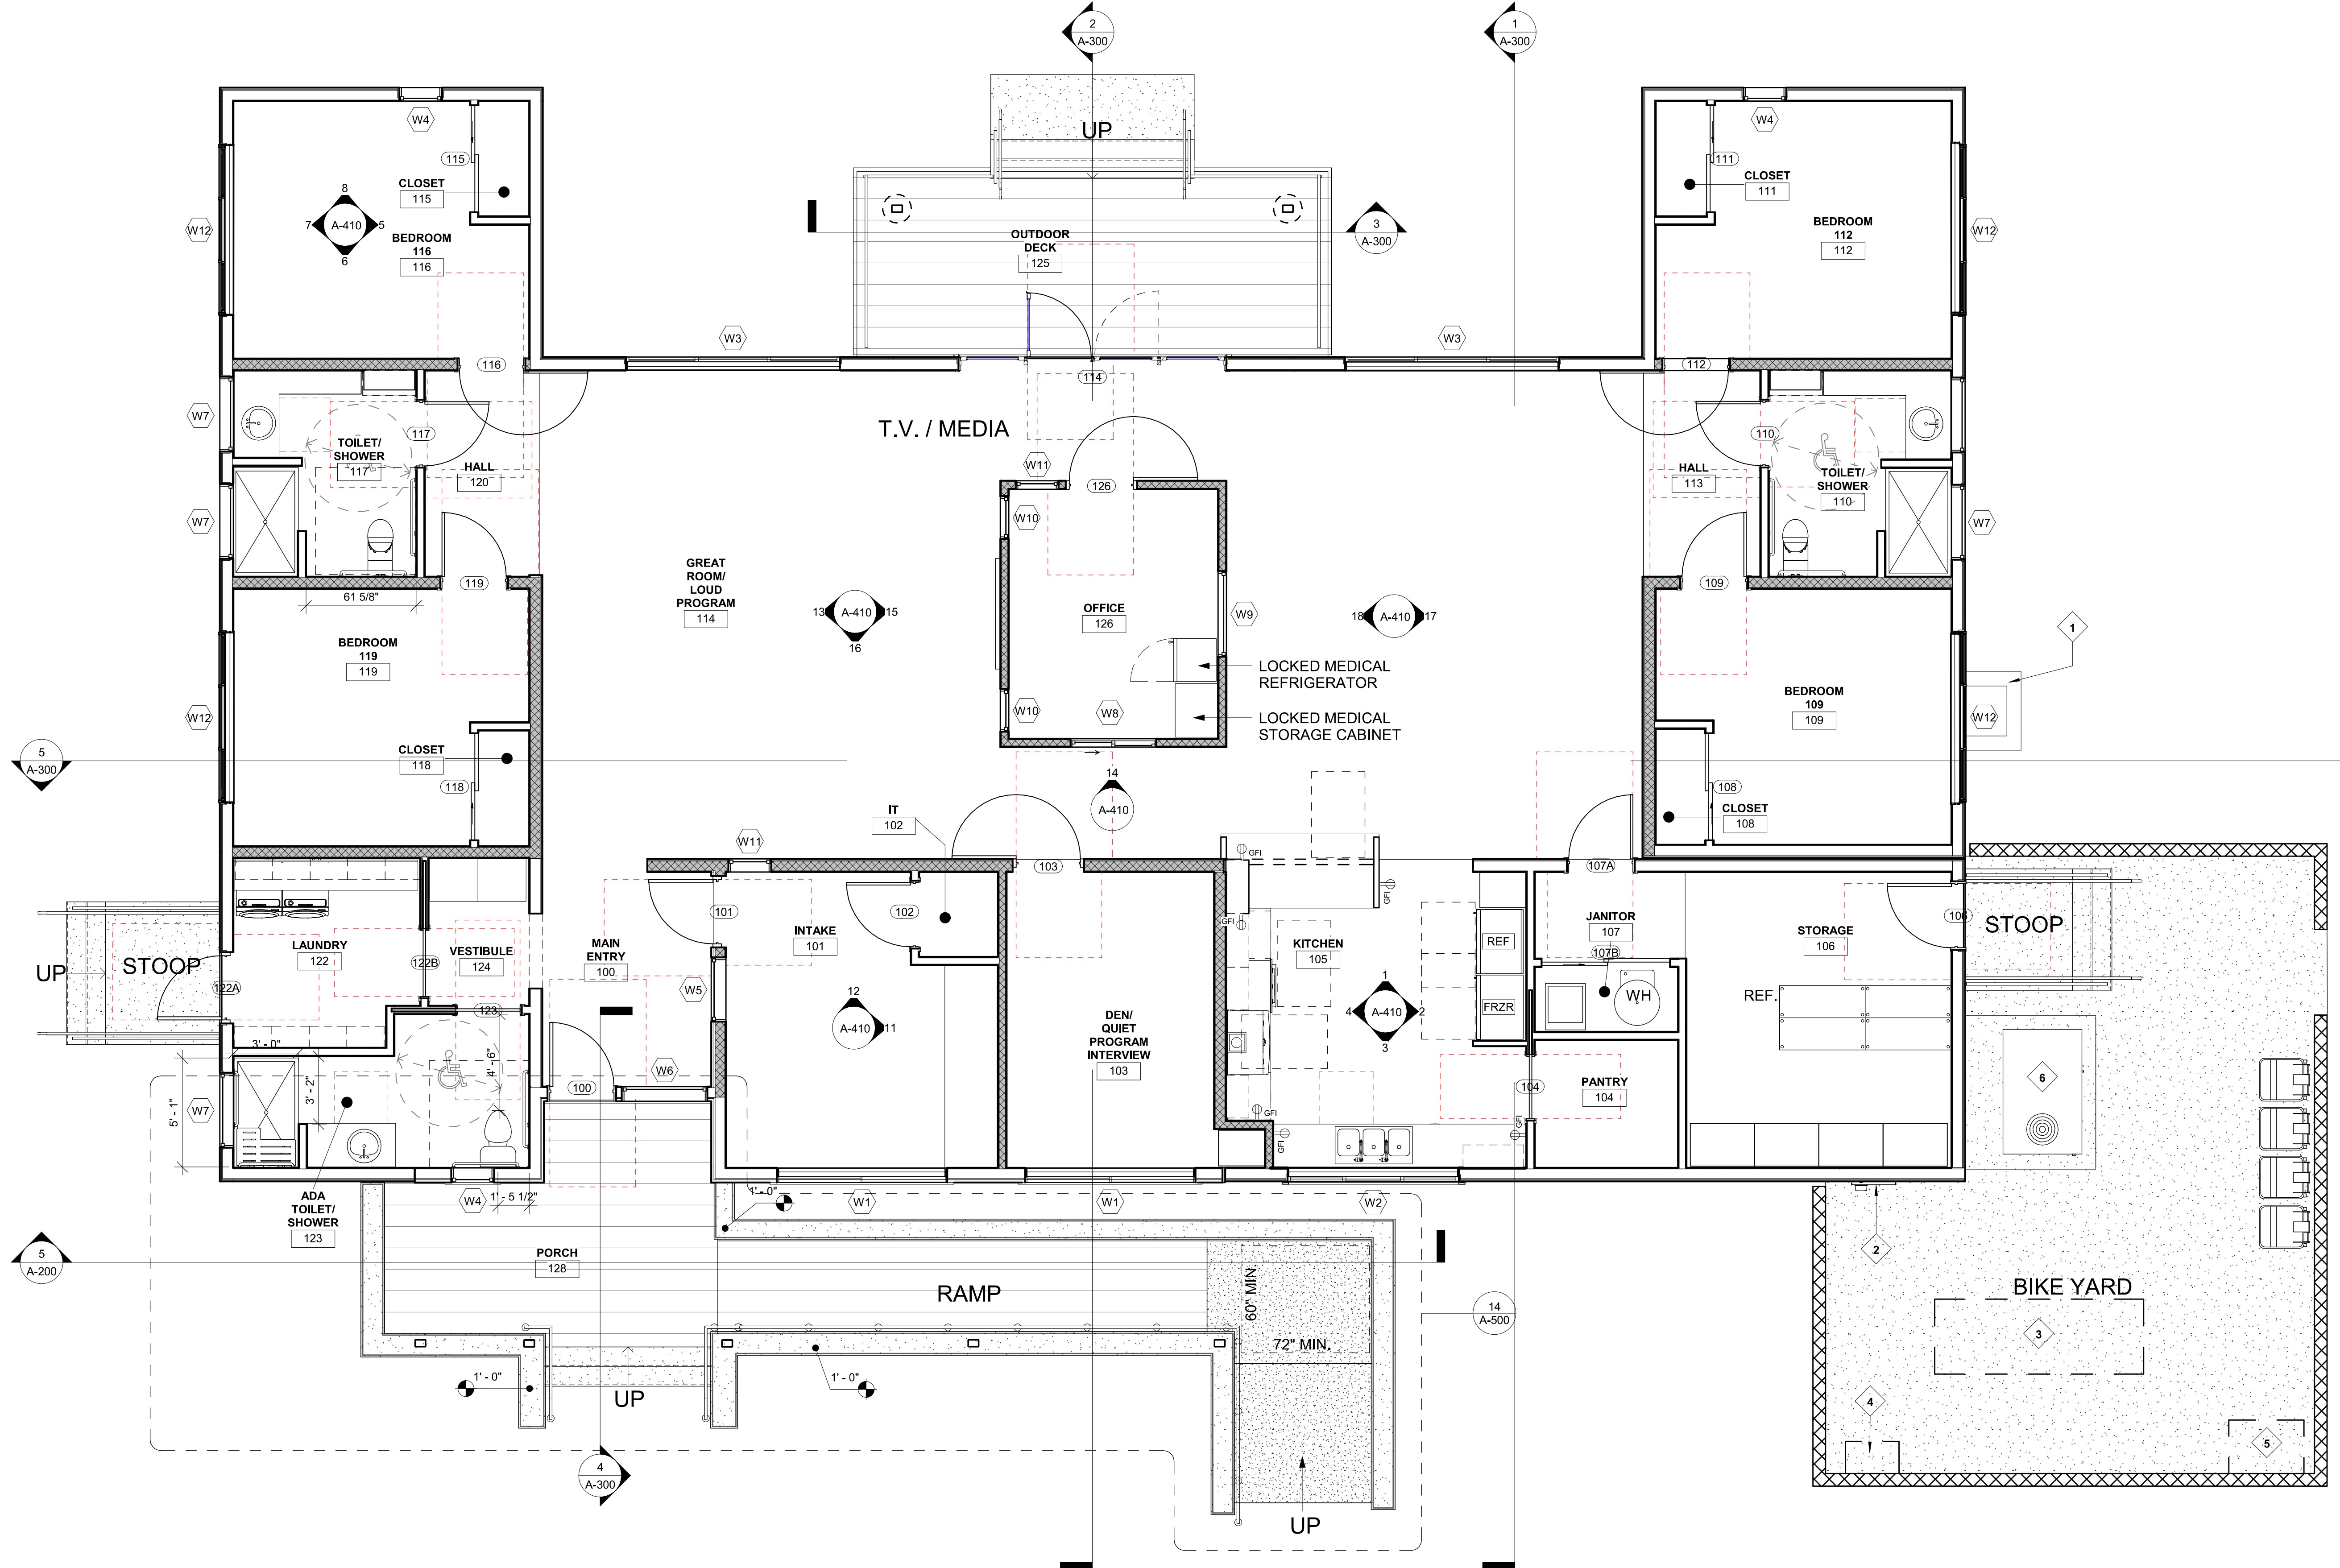 2
A-300
1
A-300
UP
W4
W4
115
CLOSET
115
111
CLOSET
111
8
7
A-410
5
6
BEDROOM
116
116
OUTDOOR
DECK
125
3
A-300
BEDROOM
112
112
W12
W12
W3
W3
116
114
112
W7
117
TOILET/
SHOWER
117
T.V. / MEDIA
110
TOILET/
SHOWER
110
HALL
120
W11
126
HALL
113
W7
W10
W7
GREAT
ROOM/
LOUD
PROGRAM
114
119
61 5/8"
109
13
A-410
15
16
OFFICE
126
W9
18
A-410
17
1
BEDROOM
119
119
LOCKED MEDICAL
REFRIGERATOR
BEDROOM
109
109
W12
W10
W8
LOCKED MEDICAL
STORAGE CABINET
W12
5
A-300
CLOSET
118
118
14
A-410
108
CLOSET
108
IT
102
W11
103
GFI
107A
GFI
101
102
GFI
106
STOOP
LAUNDRY
122
VESTIBULE
124
MAIN
ENTRY
100
INTAKE
101
KITCHEN
105
REF
JANITOR
107
107B
STORAGE
106
UP
STOOP
122A
122B
W5
WH
REF.
123
12
A-410
11
DEN/
QUIET
PROGRAM
INTERVIEW
103
1
4
A-410
2
3
FRZR
3' - 0"
4' - 6"
3' - 2"
5' - 1"
W7
100
W6
104
PANTRY
104
6
GFI
GFI
GFI
ADA
TOILET/
SHOWER
123
W4
1' - 5 1/2"
1' - 0"
W1
W1
W2
2
5
A-200
PORCH
128
RAMP
60" MIN.
72" MIN.
14
A-500
BIKE YARD
3
1' - 0"
UP
1' - 0"
4
5
4
A-300
UP